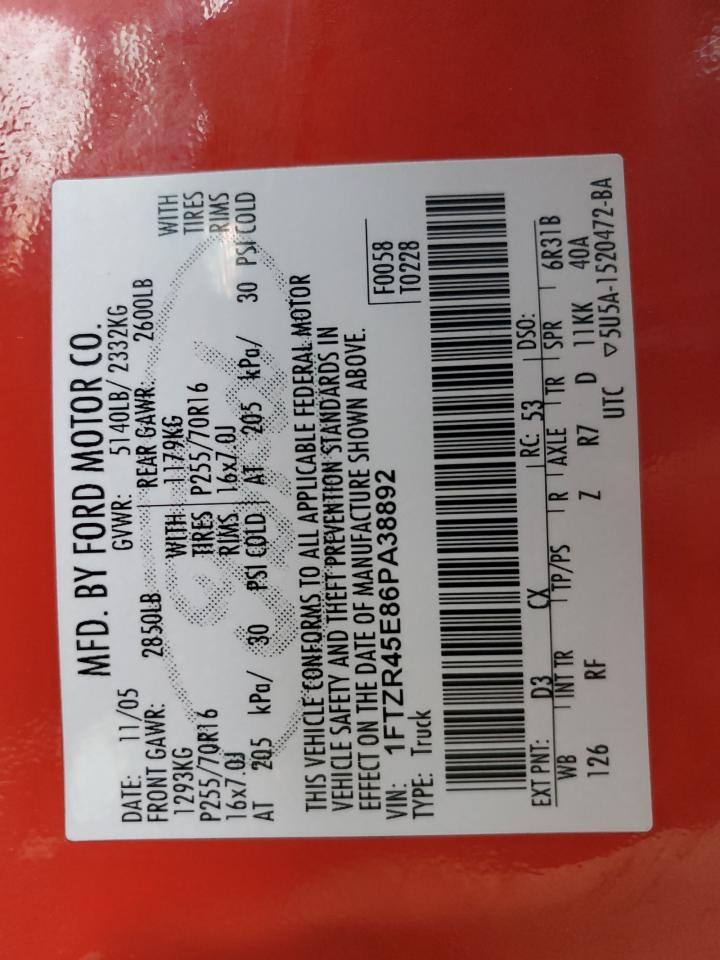 MFD. BY FORD MOTOR CO.
DATE: 11/05 GVWR: 5140LB/ 2332KG
FRONT GAWR: 2850LB REAR GAWR: 2600LB
1293KG WITH 1179KG WITH
P255/70R16 TIRES P255/70R16 TIRES
16x7.0J RIMS 16x7.0J RIMS
AT 205 kPa/ 30 PSI COLD AT 205 kPa/ 30 PSI COLD
THIS VEHICLE CONFORMS TO ALL APPLICABLE FEDERAL MOTOR
VEHICLE SAFETY AND THEFT PREVENTION STANDARDS IN
EFFECT ON THE DATE OF MANUFACTURE SHOWN ABOVE.
VIN: 1FTZR45E86PA38892 F0058
TYPE: Truck T0228
EXT PNT: D3 CX RC: 53 DSO:
WB INT TR TP/PS R AXLE TR SPR 6R31B
126 RF Z R7 D 11KK 40A
UTC ▽5U5A-1520472-BA